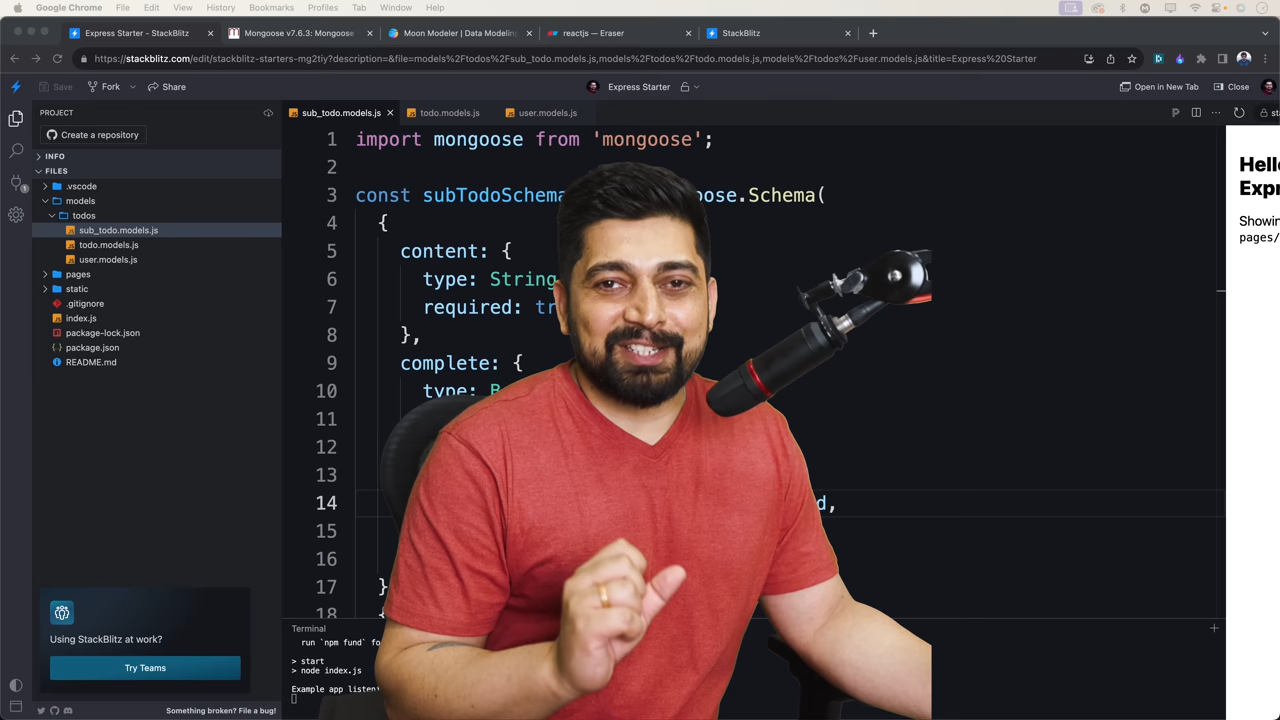 Google Chrome File Edit View History Bookmarks Profiles Tab Window Help
Express Starter - StackBlitz
Mongoose v7.6.3: Mongoose
Moon Modeler | Data Modeling
reactjs — Eraser
StackBlitz
https://stackblitz.com/edit/stackblitz-starters-mg2tiy?description=&file=models%2Ftodos%2Fsub_todo.models.js,models%2Ftodos%2Ftodo.models.js,models%2Ftodos%2Fuser.models.js&title=Express%20Starter
Save Fork Share
Express Starter
Open in New Tab Close
PROJECT
Create a repository
INFO
FILES
.vscode
models
todos
sub_todo.models.js
todo.models.js
user.models.js
pages
static
.gitignore
index.js
package-lock.json
package.json
README.md
Using StackBlitz at work?
Try Teams
Something broken? File a bug!
sub_todo.models.js todo.models.js user.models.js
1 import mongoose from 'mongoose';
2
3 const subTodoSchema oose.Schema(
4 {
5 content: {
6 type: String
7 required: tr
8 },
9 complete: {
10 type: B
11
12
13
14 d,
15
16
17 }
18 {
Terminal
run `npm fund` fo
> start
> node index.js
Example app listen
Hell
Expr
Showin
pages/